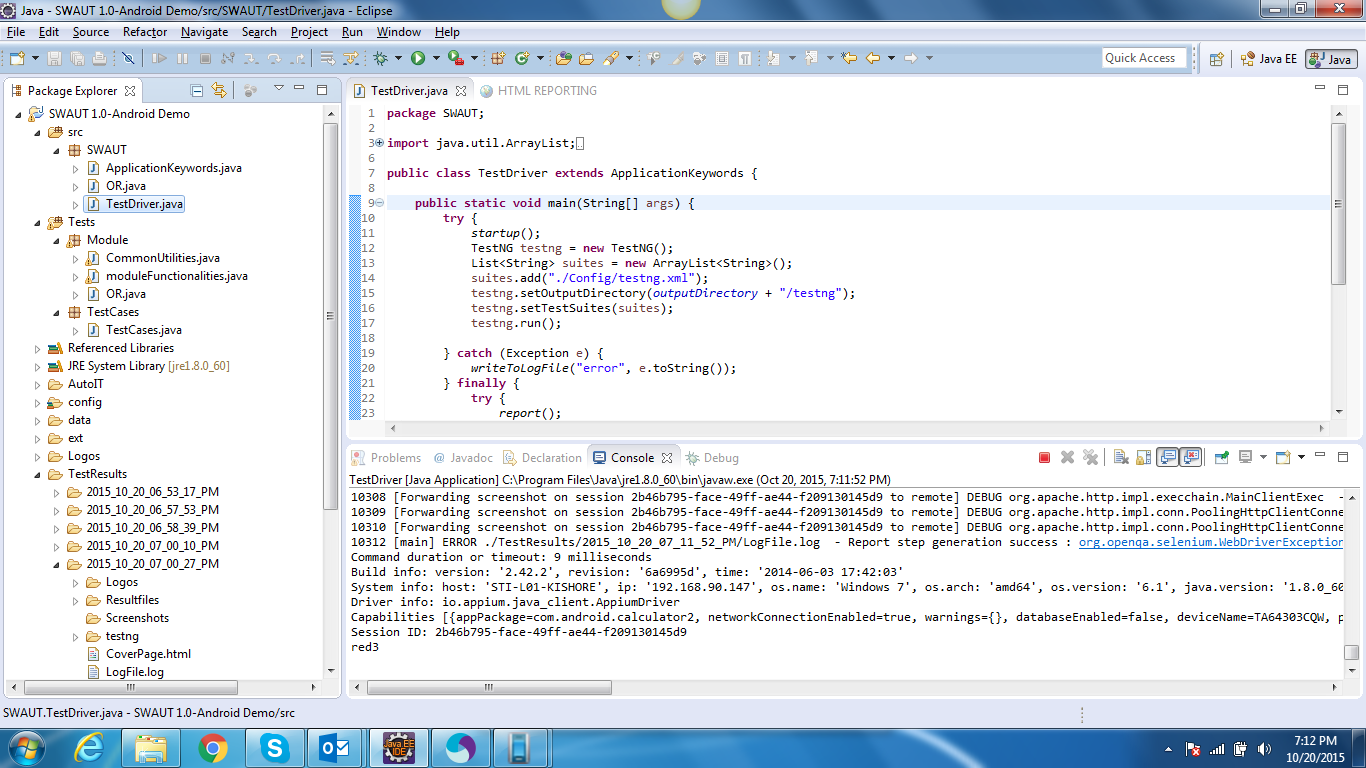 Java - SWAUT 1.0-Android Demo/src/SWAUT/TestDriver.java - Eclipse
File Edit Source Refactor Navigate Search Project Run Window Help
Quick Access
Java EE
Java
Package Explorer
SWAUT 1.0-Android Demo
src
SWAUT
ApplicationKeywords.java
OR.java
TestDriver.java
Tests
Module
CommonUtilities.java
moduleFunctionalities.java
OR.java
TestCases
TestCases.java
Referenced Libraries
JRE System Library [jre1.8.0_60]
AutoIT
config
data
ext
Logos
TestResults
2015_10_20_06_53_17_PM
2015_10_20_06_57_53_PM
2015_10_20_06_58_39_PM
2015_10_20_07_00_10_PM
2015_10_20_07_00_27_PM
Logos
Resultfiles
Screenshots
testng
CoverPage.html
LogFile.log
TestDriver.java HTML REPORTING
1 package SWAUT;
2
3 import java.util.ArrayList;
6
7 public class TestDriver extends ApplicationKeywords {
8
9 public static void main(String[] args) {
10 try {
11 startup();
12 TestNG testng = new TestNG();
13 List<String> suites = new ArrayList<String>();
14 suites.add("./Config/testng.xml");
15 testng.setOutputDirectory(outputDirectory + "/testng");
16 testng.setTestSuites(suites);
17 testng.run();
18
19 } catch (Exception e) {
20 writeToLogFile("error", e.toString());
21 } finally {
22 try {
23 report();
Problems @ Javadoc Declaration Console Debug
TestDriver [Java Application] C:\Program Files\Java\jre1.8.0_60\bin\javaw.exe (Oct 20, 2015, 7:11:52 PM)
10308 [Forwarding screenshot on session 2b46b795-face-49ff-ae44-f209130145d9 to remote] DEBUG org.apache.http.impl.execchain.MainClientExec -
10309 [Forwarding screenshot on session 2b46b795-face-49ff-ae44-f209130145d9 to remote] DEBUG org.apache.http.impl.conn.PoolingHttpClientConne
10310 [Forwarding screenshot on session 2b46b795-face-49ff-ae44-f209130145d9 to remote] DEBUG org.apache.http.impl.conn.PoolingHttpClientConne
10312 [main] ERROR ./TestResults/2015_10_20_07_11_52_PM/LogFile.log - Report step generation success : org.openqa.selenium.WebDriverException
Command duration or timeout: 9 milliseconds
Build info: version: '2.42.2', revision: '6a6995d', time: '2014-06-03 17:42:03'
System info: host: 'STI-L01-KISHORE', ip: '192.168.90.147', os.name: 'Windows 7', os.arch: 'amd64', os.version: '6.1', java.version: '1.8.0_60
Driver info: io.appium.java_client.AppiumDriver
Capabilities [{appPackage=com.android.calculator2, networkConnectionEnabled=true, warnings={}, databaseEnabled=false, deviceName=TA64303CQW, p
Session ID: 2b46b795-face-49ff-ae44-f209130145d9
red3
SWAUT.TestDriver.java - SWAUT 1.0-Android Demo/src
Java EE
IDE
7:12 PM
10/20/2015